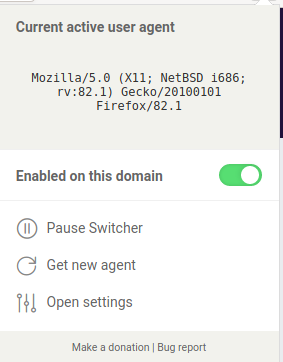 Current active user agent
Mozilla/5.0 (X11; NetBSD i686;
rv:82.1) Gecko/20100101
Firefox/82.1
Enabled on this domain
Pause Switcher
Get new agent
Open settings
Make a donation | Bug report